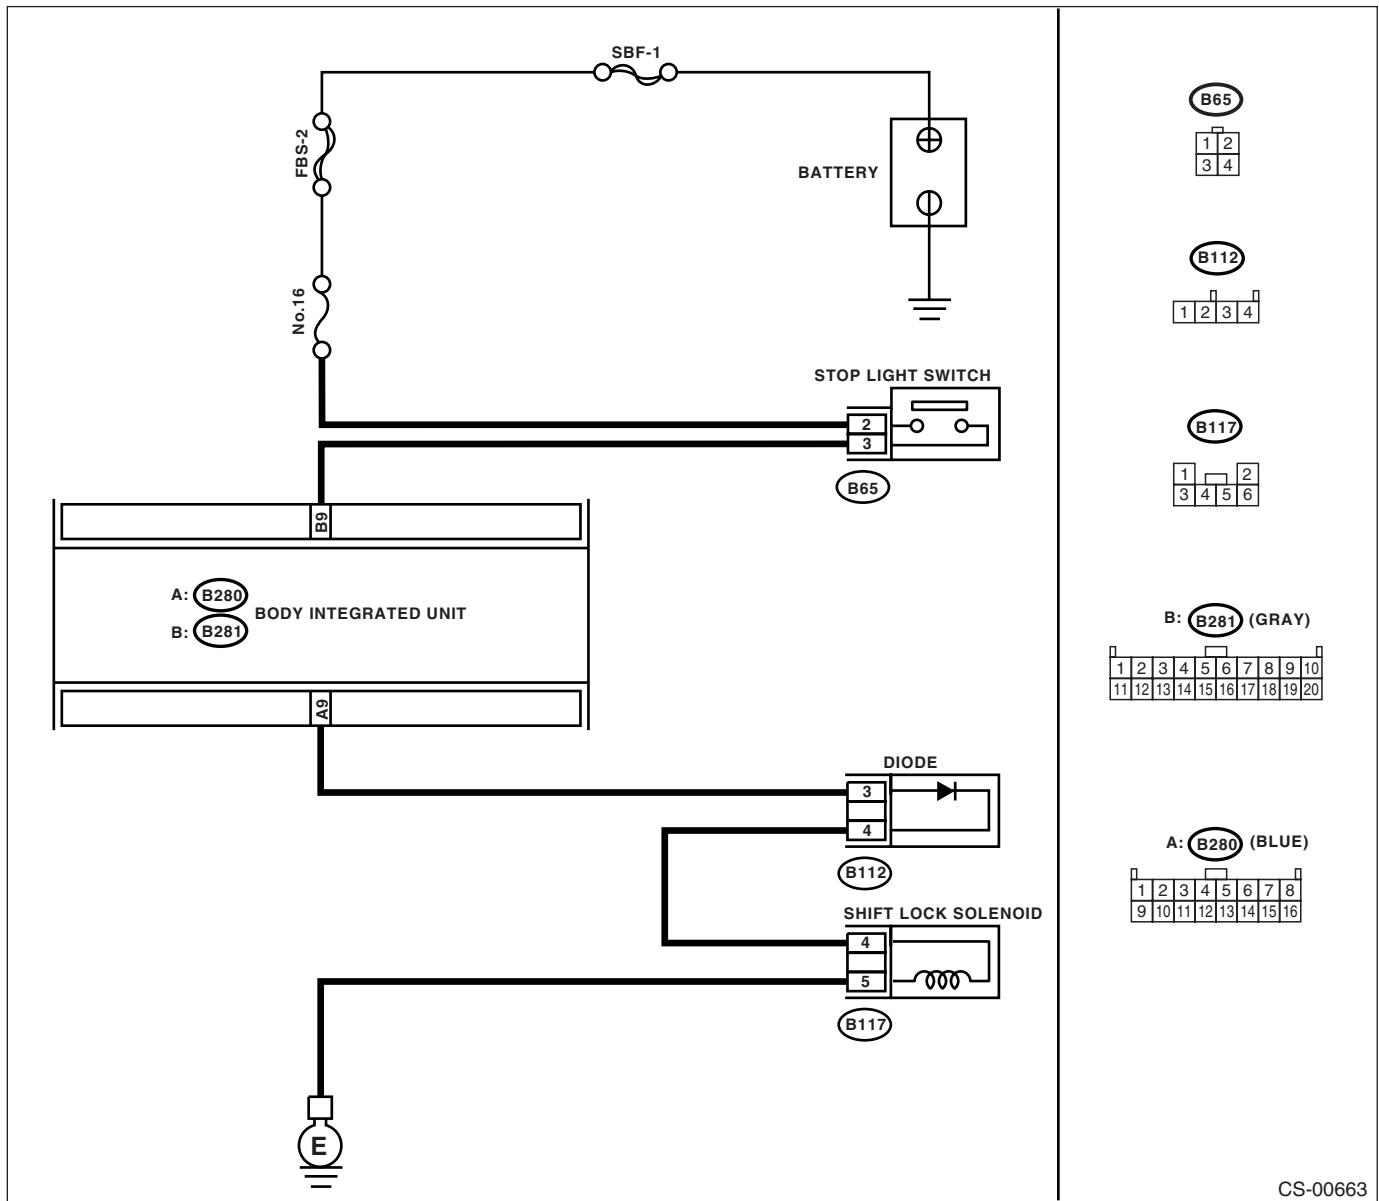 SBF-1
FBS-2
BATTERY
No.16
STOP LIGHT SWITCH
2
3
B65
B9
A: B280
BODY INTEGRATED UNIT
B: B281
A9
DIODE
3
4
B112
SHIFT LOCK SOLENOID
4
5
B117
E
B65
1 2
3 4
B112
1 2 3 4
B117
1 2
3 4 5 6
B: B281 (GRAY)
1 2 3 4 5 6 7 8 9 10
11 12 13 14 15 16 17 18 19 20
A: B280 (BLUE)
1 2 3 4 5 6 7 8
9 10 11 12 13 14 15 16
CS-00663